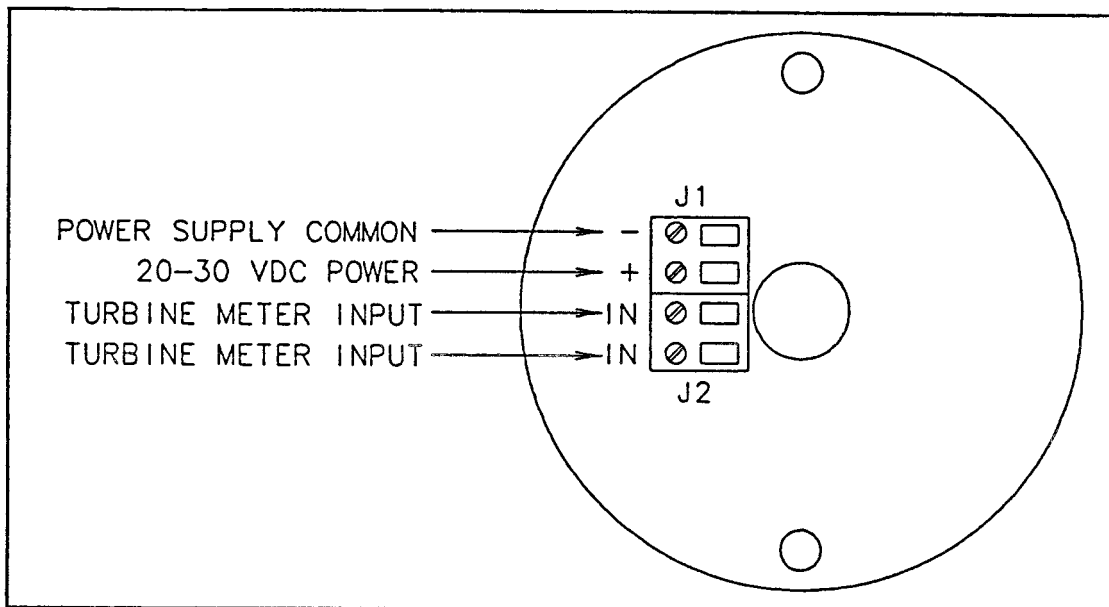 J1
POWER SUPPLY COMMON -
20-30 VDC POWER +
TURBINE METER INPUT IN
TURBINE METER INPUT IN
J2